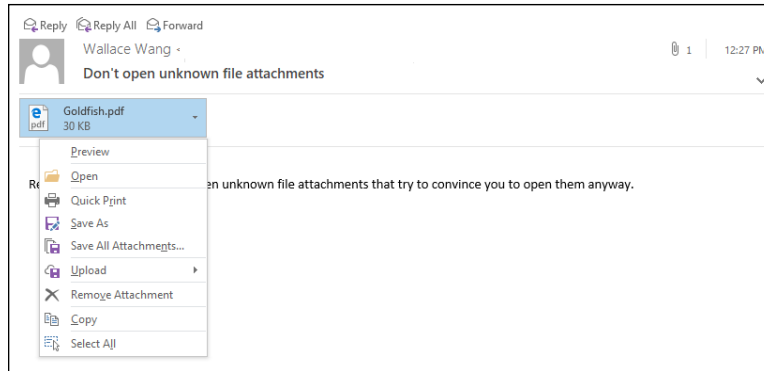 Reply Reply All Forward
Wallace Wang
1 12:27 PM
Don't open unknown file attachments
Goldfish.pdf
pdf 30 KB
Preview
Open
en unknown file attachments that try to convince you to open them anyway.
Quick Print
Save As
Save All Attachments...
Upload
Remove Attachment
Copy
Select All